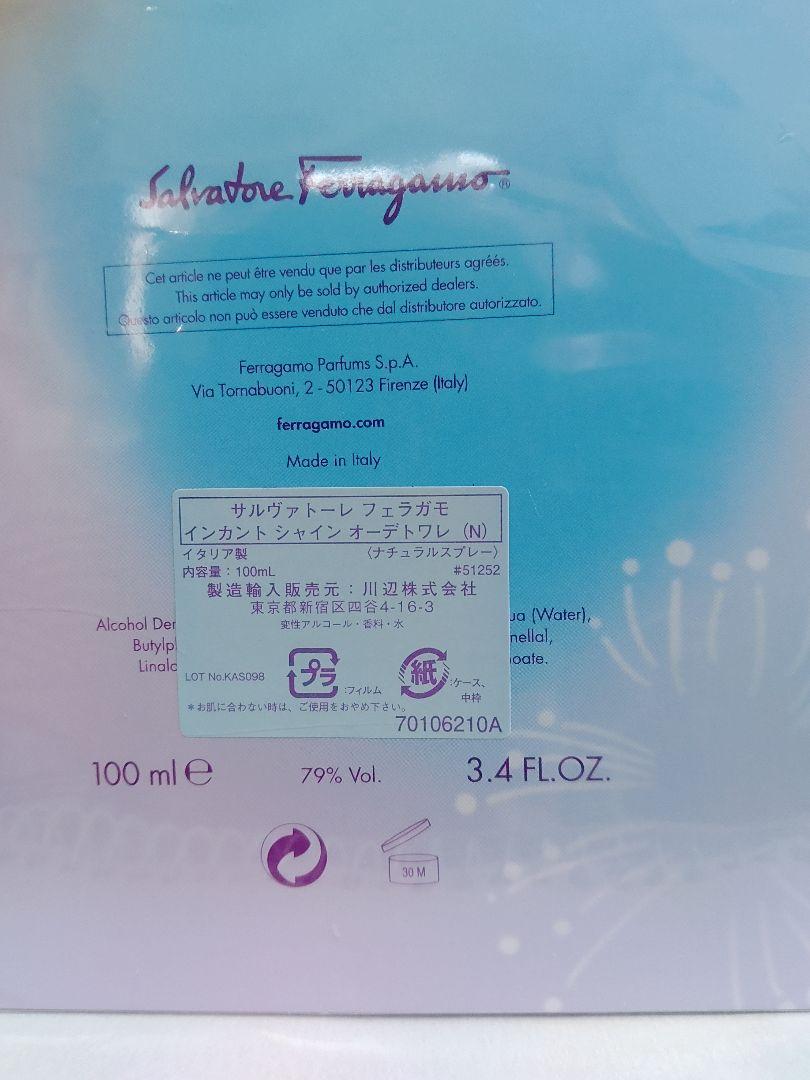 Salvatore Ferragamo®
Cet article ne peut être vendu que par les distributeurs agréés.
This article may only be sold by authorized dealers.
Questo articolo non può essere venduto che dal distributore autorizzato.
Ferragamo Parfums S.p.A.
Via Tornabuoni, 2 - 50123 Firenze (Italy)
ferragamo.com
Made in Italy
サルヴァトーレ フェラガモ
インカント シャイン オーデトワレ (N)
イタリア製 〈ナチュラルスプレー〉
内容量:100mL #51252
製造輸入販売元:川辺株式会社
東京都新宿区四谷4-16-3
変性アルコール・香料・水
Alcohol (Water),
LOT No.KAS098 プラ :フィルム 紙 :ケース、
中枠
*お肌に合わない時は、ご使用をおやめ下さい。
70106210A
100 ml e 79% Vol. 3.4 FL.OZ.
30 M